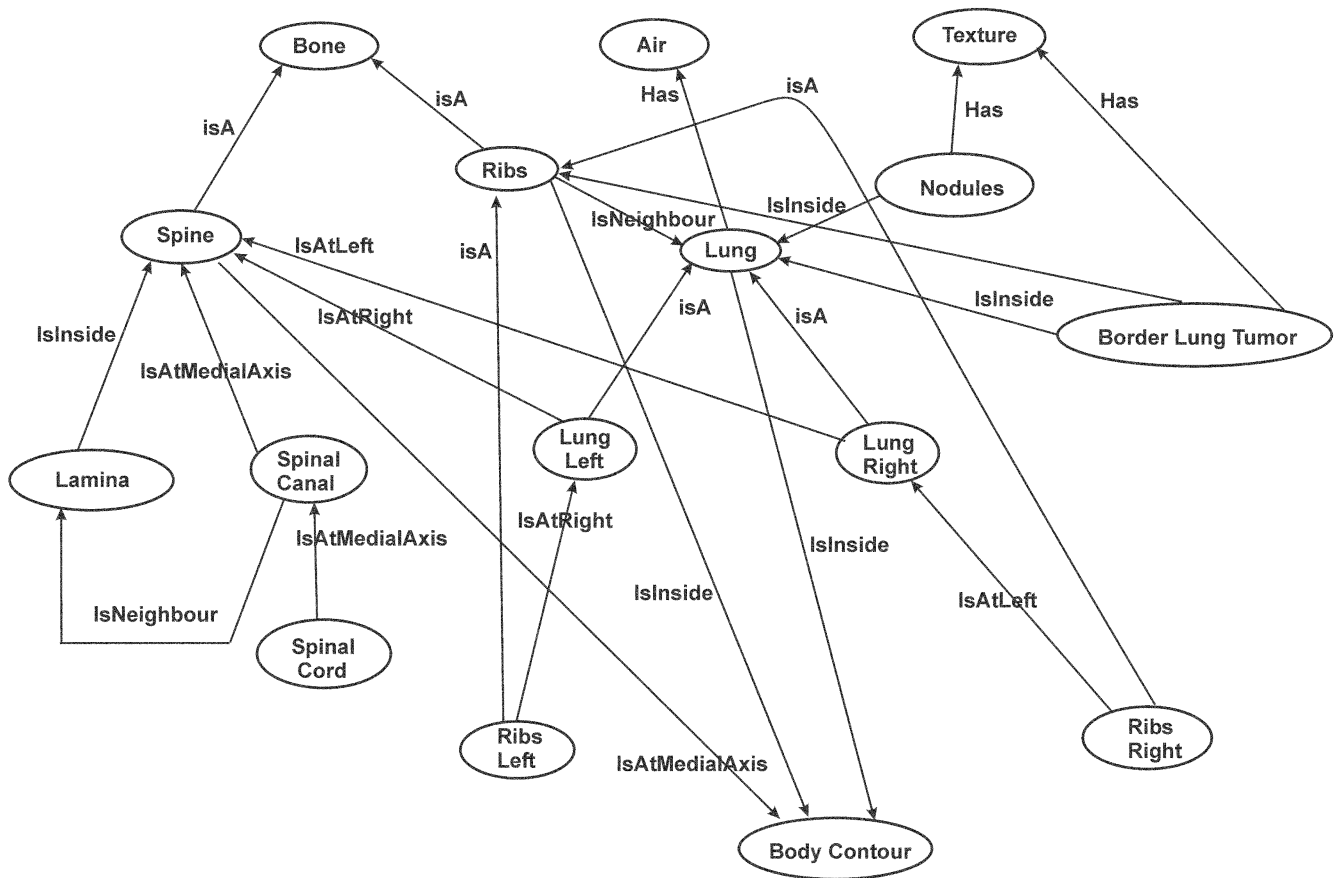 Bone
Air
Texture
isA
Has
isA
Has
Has
isA
Ribs
Nodules
IsNeighbour
IsInside
Spine
IsAtLeft
isA
Lung
IsInside
IsAtRight
isA
isA
IsInside
Border Lung Tumor
IsAtMedialAxis
Lung
Left
Lung
Right
Lamina
Spinal
Canal
IsAtRight
IsAtMedialAxis
IsInside
IsNeighbour
IsInside
IsAtLeft
Spinal
Cord
Ribs
Left
Ribs
Right
IsAtMedialAxis
Body Contour